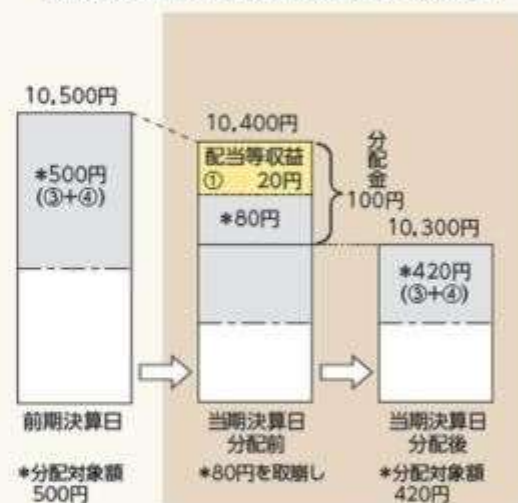 10,500円
*500円
(③+④)
前期決算日
*分配対象額
500円
10,400円
配当等収益
① 20円
*80円
分配金
100円
当期決算日
分配前
*80円を取崩し
10,300円
*420円
(③+④)
当期決算日
分配後
*分配対象額
420円